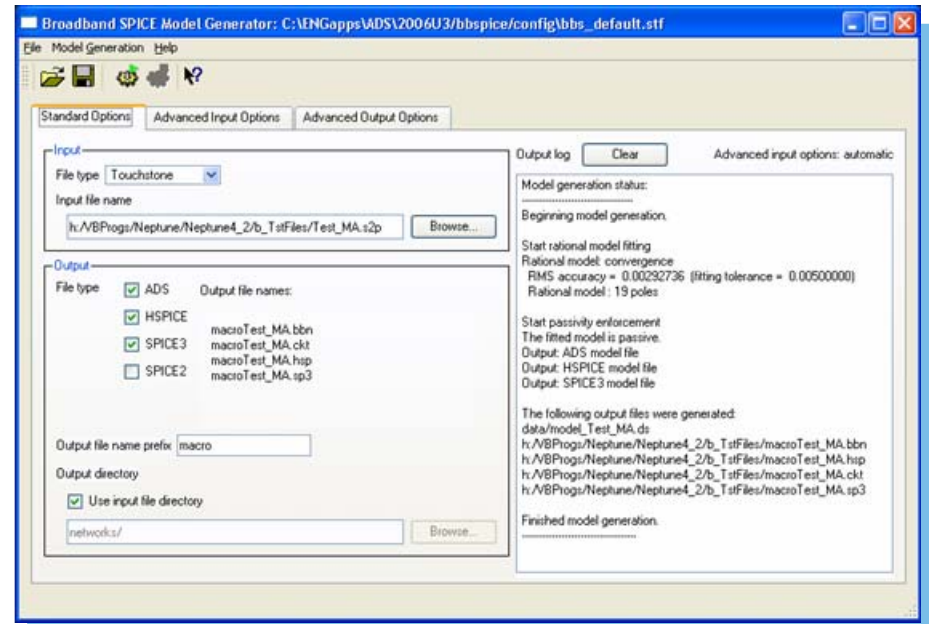 Broadband SPICE Model Generator: C:\ENGapps\ADS\2006U3/bbspice/config\bbs_default.stf
File Model Generation Help
Standard Options Advanced Input Options Advanced Output Options
Input
File type Touchstone
Input file name
h:/VBProgs/Neptune/Neptune4_2/b_TstFiles/Test_MA.s2p Browse...
Output
File type ADS Output file names:
HSPICE
SPICE3
SPICE2
macroTest_MA.bbn
macroTest_MA.ckt
macroTest_MA.hsp
macroTest_MA.sp3
Output file name prefix macro
Output directory
Use input file directory
networks/ Browse...
Output log Clear Advanced input options: automatic
Model generation status:
--------------------------------
Beginning model generation.
Start rational model fitting
Rational model: convergence
RMS accuracy = 0.00292736 (fitting tolerance = 0.00500000)
Rational model : 19 poles
Start passivity enforcement
The fitted model is passive.
Output: ADS model file
Output: HSPICE model file
Output: SPICE3 model file
The following output files were generated:
data/model_Test_MA.ds
h:/VBProgs/Neptune/Neptune4_2/b_TstFiles/macroTest_MA.bbn
h:/VBProgs/Neptune/Neptune4_2/b_TstFiles/macroTest_MA.hsp
h:/VBProgs/Neptune/Neptune4_2/b_TstFiles/macroTest_MA.ckt
h:/VBProgs/Neptune/Neptune4_2/b_TstFiles/macroTest_MA.sp3
Finished model generation.
--------------------------------